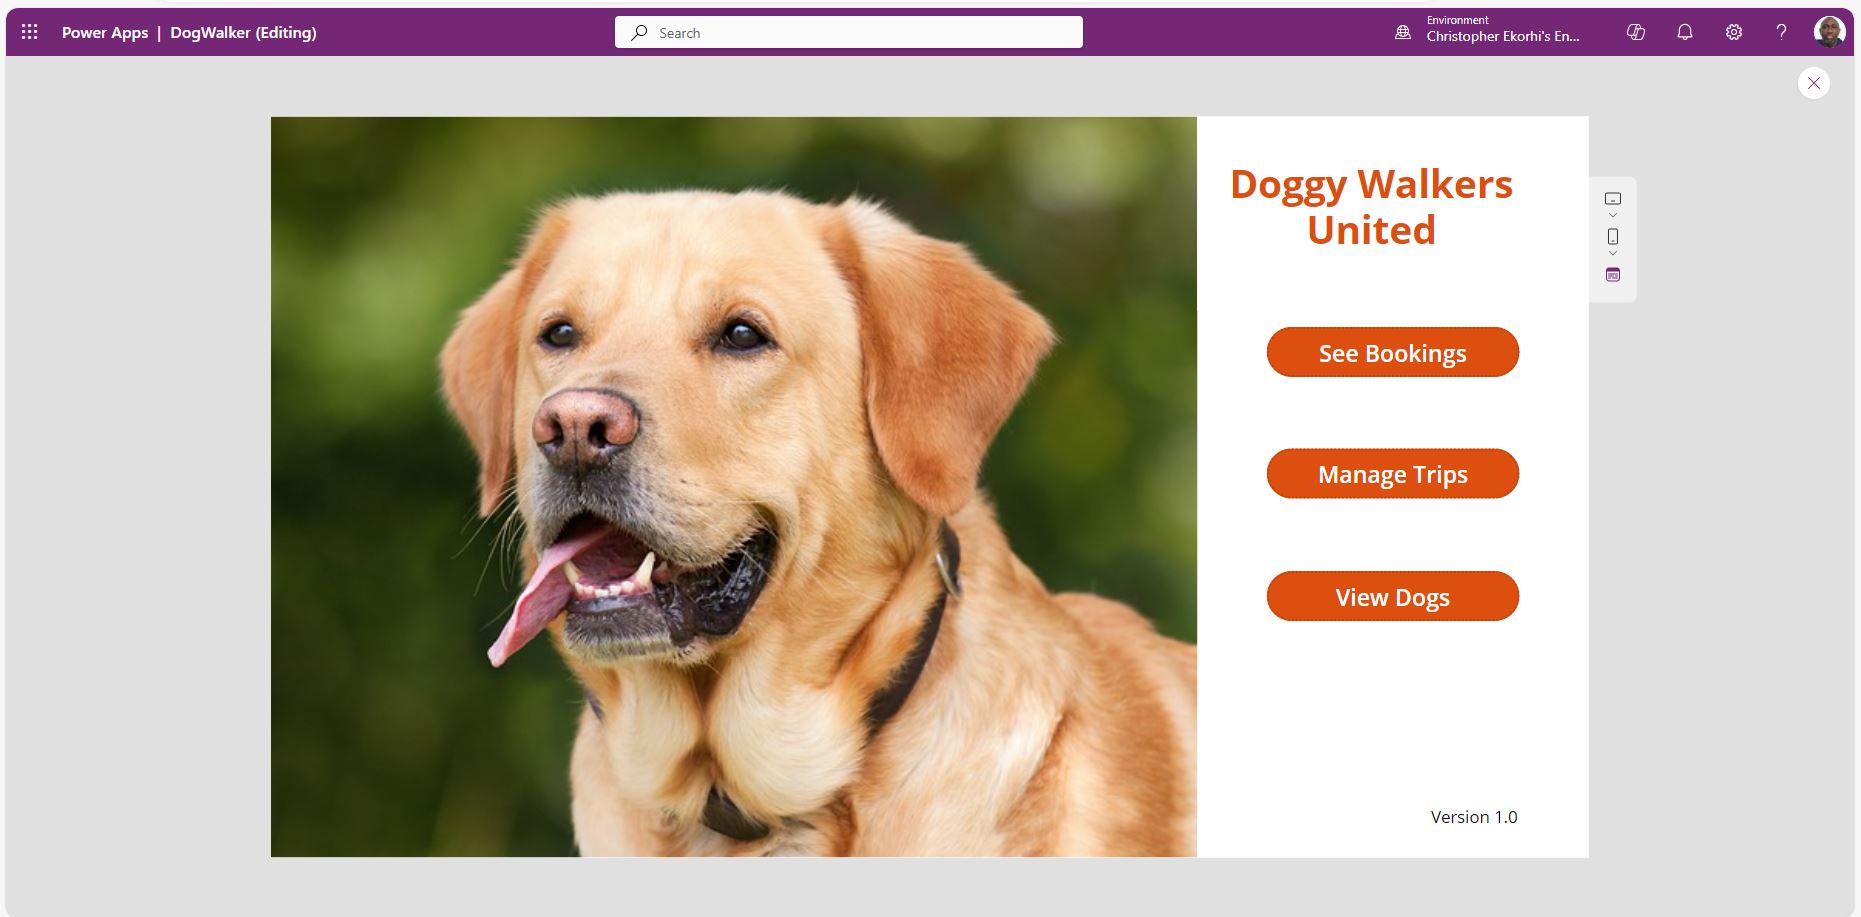 Power Apps | DogWalker (Editing)
Search
Environment
Christopher Ekorhi's En...
Doggy Walkers
United
See Bookings
Manage Trips
View Dogs
Version 1.0